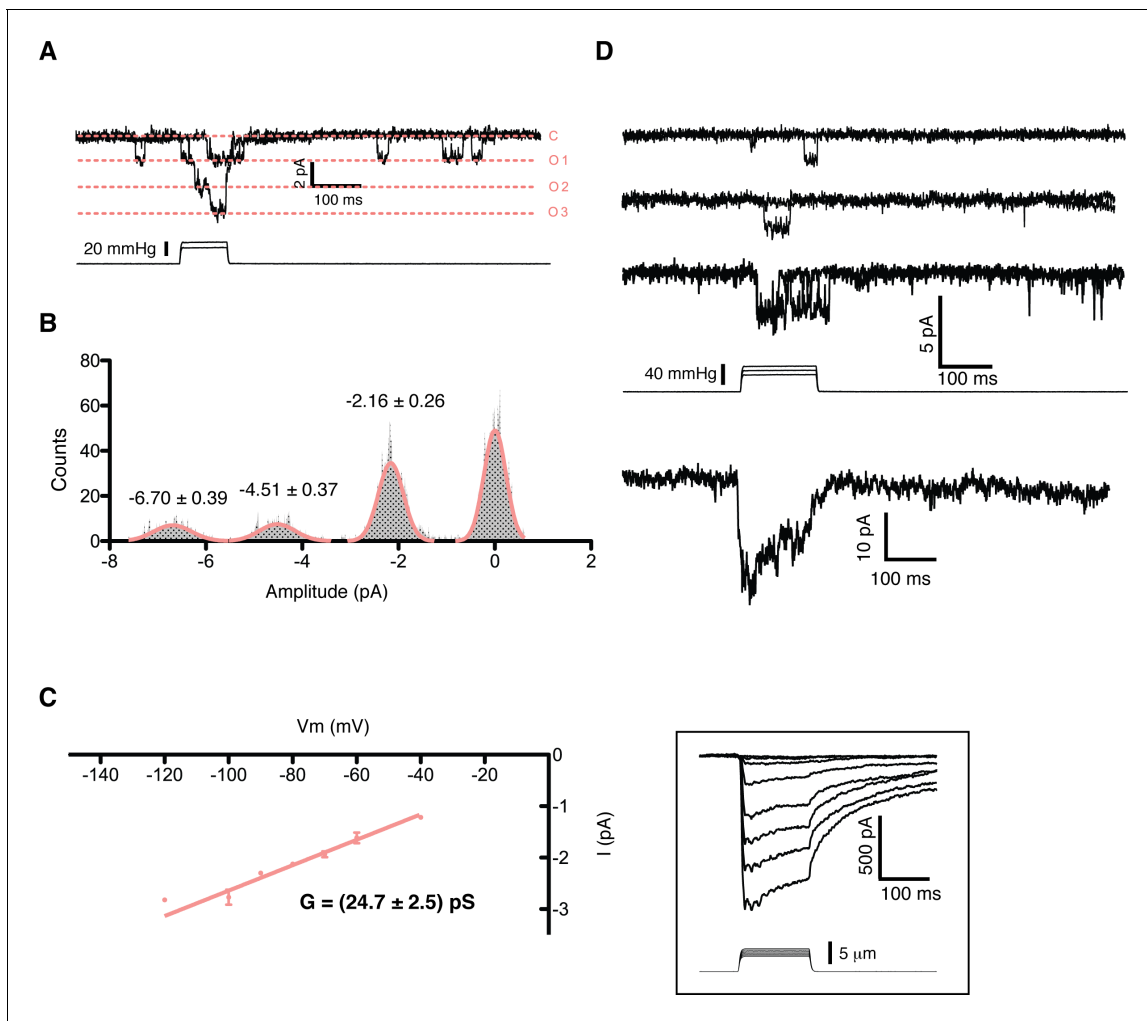 A
C
O1
O2
O3
2 pA
100 ms
20 mmHg
B
80
60
40
20
0
Counts
-6.70 ± 0.39
-4.51 ± 0.37
-2.16 ± 0.26
-8
-6
-4
-2
0
2
Amplitude (pA)
C
Vm (mV)
-140
-120
-100
-80
-60
-40
-20
0
-1
-2
-3
I (pA)
G = (24.7 ± 2.5) pS
D
5 pA
100 ms
40 mmHg
10 pA
100 ms
500 pA
100 ms
5 μm